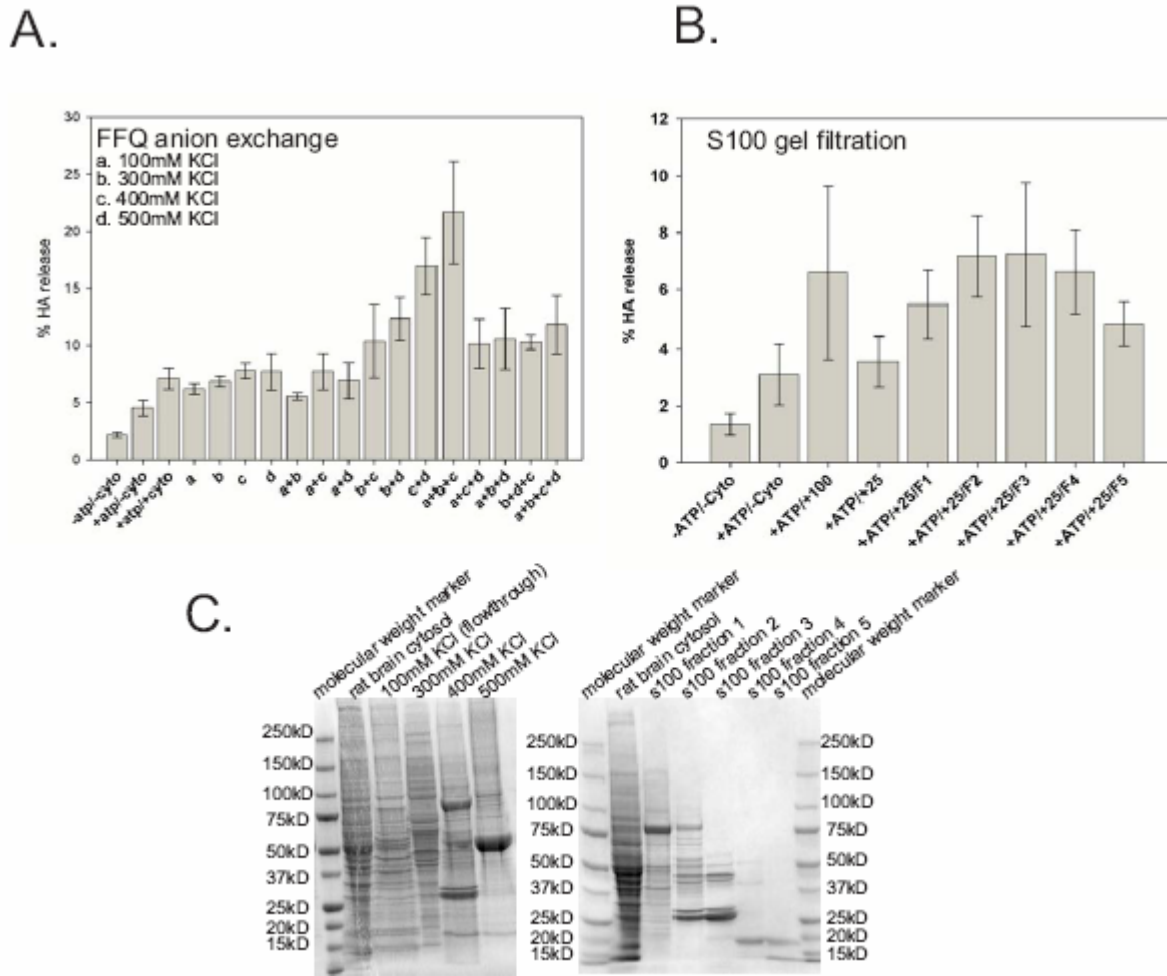 A.
B.
FFQ anion exchange
a. 100mM KCl
b. 300mM KCl
c. 400mM KCl
d. 500mM KCl
% HA release
30
25
20
15
10
5
0
-atp/-cyto
+atp/-cyto
+atp/+cyto
a
b
c
d
a+b
a+c
a+d
b+c
b+d
c+d
a+b+c
a+c+d
a+b+d
b+d+c
a+b+c+d
S100 gel filtration
% HA release
12
10
8
6
4
2
0
-ATP/-Cyto
+ATP/-Cyto
+ATP/+100
+ATP/+25
+ATP/+25/F1
+ATP/+25/F2
+ATP/+25/F3
+ATP/+25/F4
+ATP/+25/F5
C.
molecular weight marker
rat brain cytosol
100mM KCl (flowthrough)
300mM KCl
400mM KCl
500mM KCl
250kD
150kD
100kD
75kD
50kD
37kD
25kD
20kD
15kD
molecular weight marker
rat brain cytosol
s100 fraction 1
s100 fraction 2
s100 fraction 3
s100 fraction 4
s100 fraction 5
molecular weight marker
250kD
150kD
100kD
75kD
50kD
37kD
25kD
20kD
15kD
250kD
150kD
100kD
75kD
50kD
37kD
25kD
20kD
15kD